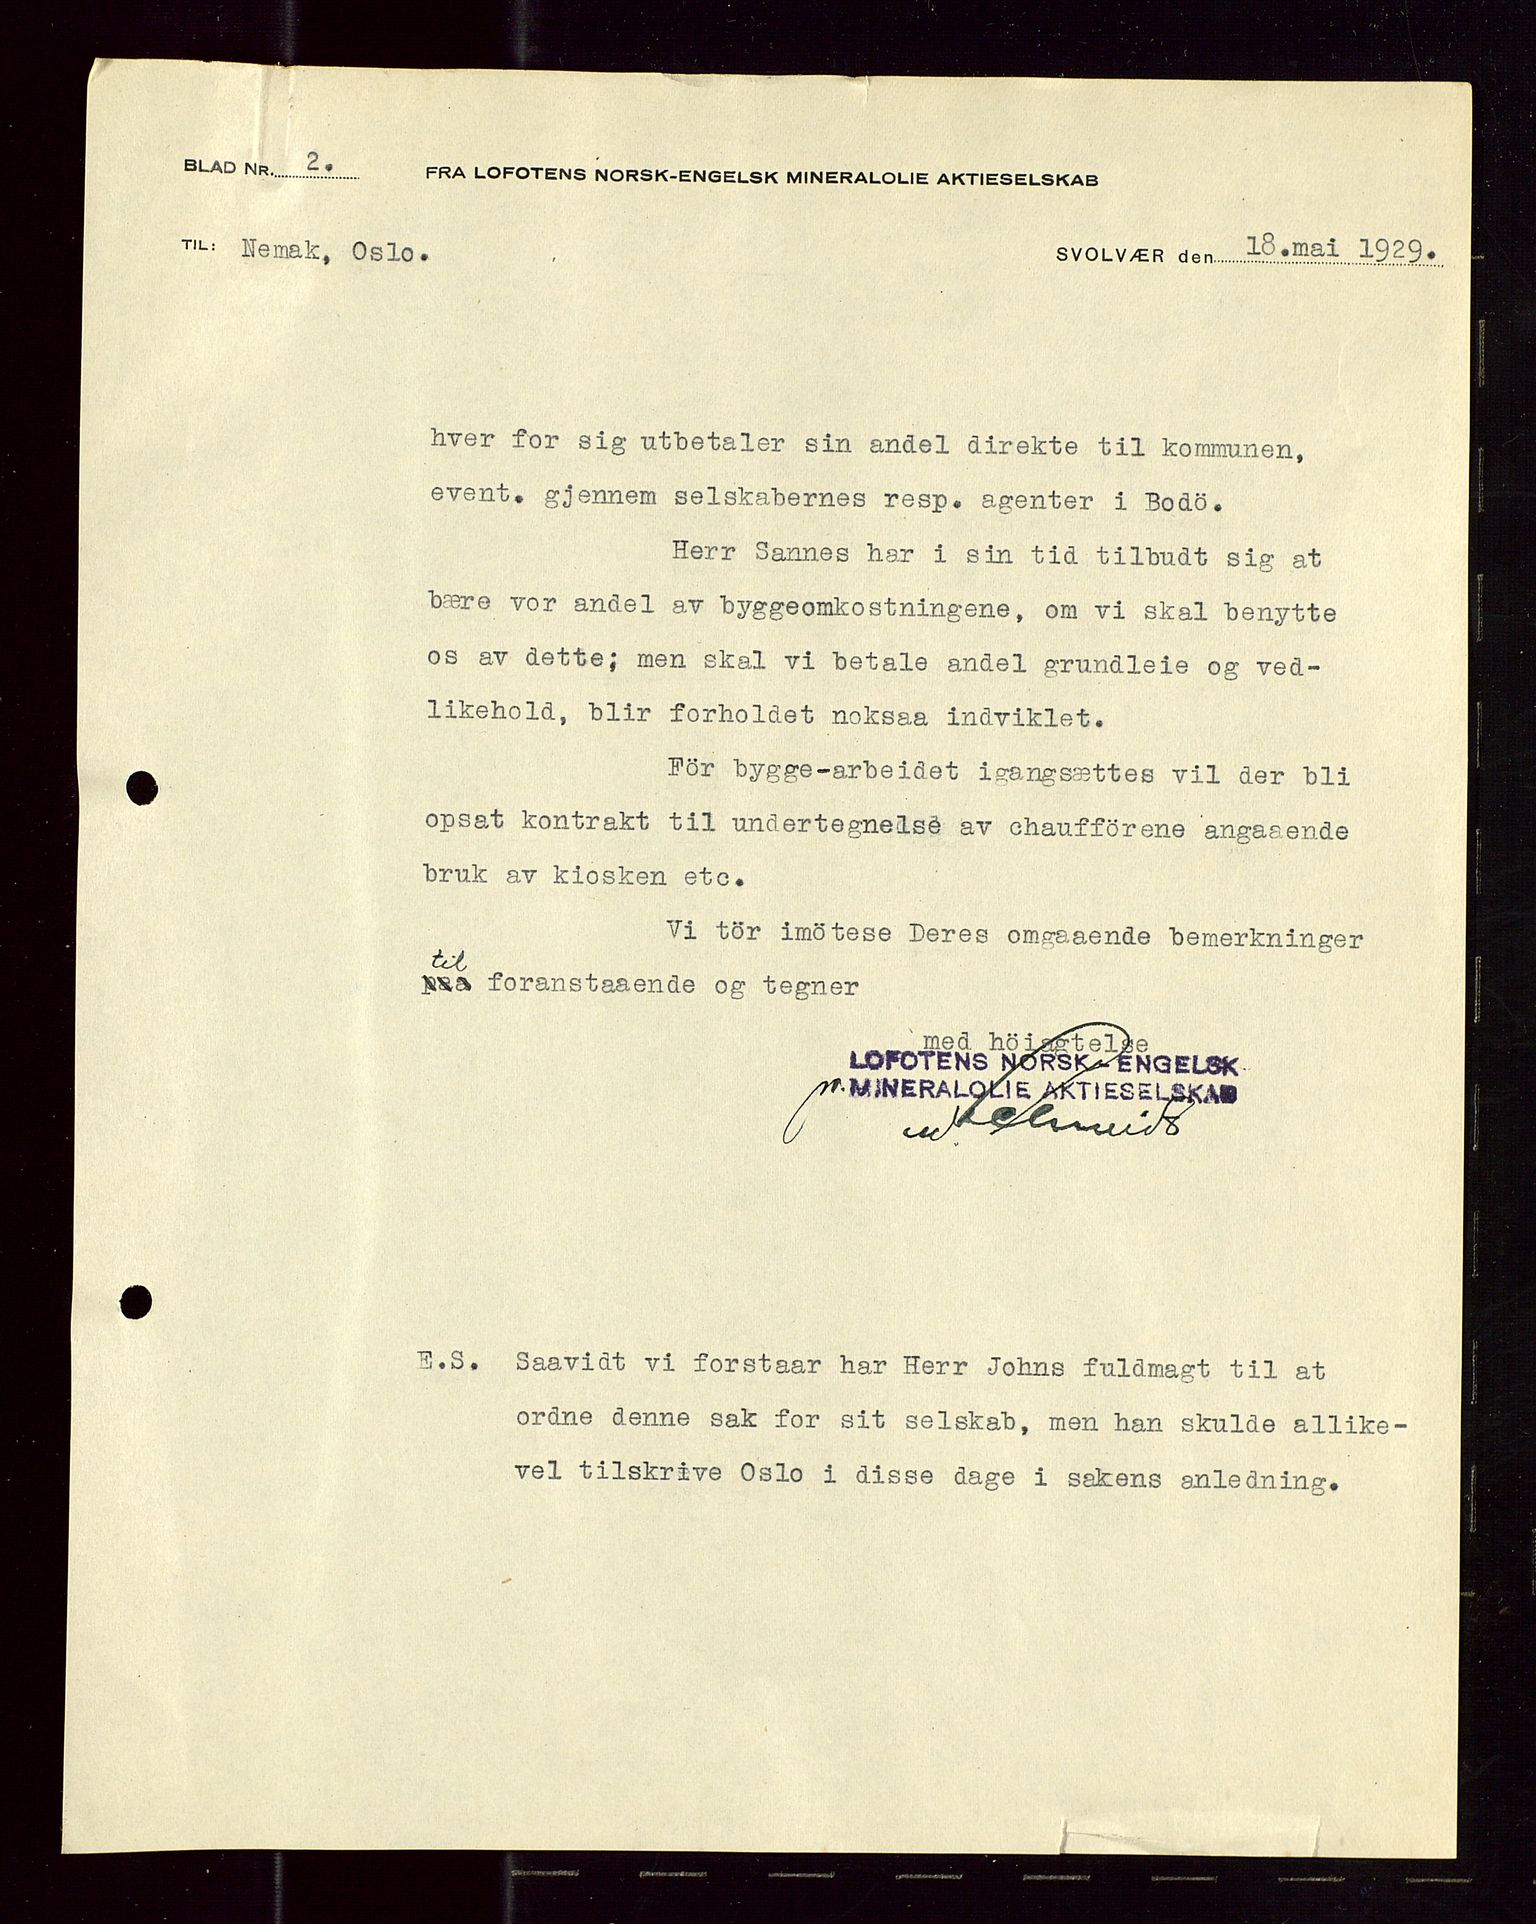 BLAD NR. 2. FRA LOFOTENS NORSK-ENGELSK MINERALOLIE AKTIESELSKAB
TIL: Nemak, Oslo. SVOLVÆR den 18.mai 1929.
hver for sig utbetaler sin andel direkte til kommunen,
event. gjennem selskabernes resp. agenter i Bodö.
Herr Sannes har i sin tid tilbudt sig at
bære vor andel av byggeomkostningene, om vi skal benytte
os av dette; men skal vi betale andel grundleie og ved-
likehold, blir forholdet noksaa indviklet.
För bygge-arbeidet igangsættes vil der bli
opsat kontrakt til undertegnelse av chaufförene angaaende
bruk av kiosken etc.
Vi tör imötese Deres omgaaende bemerkninger
til
paa foranstaaende og tegner
med höiagtelse
LOFOTENS NORSK-ENGELSK
MINERALOLIE AKTIESELSKAB
Schmidt
E.S. Saavidt vi forstaar har Herr Johns fuldmagt til at
ordne denne sak for sit selskab, men han skulde allike-
vel tilskrive Oslo i disse dage i sakens anledning.